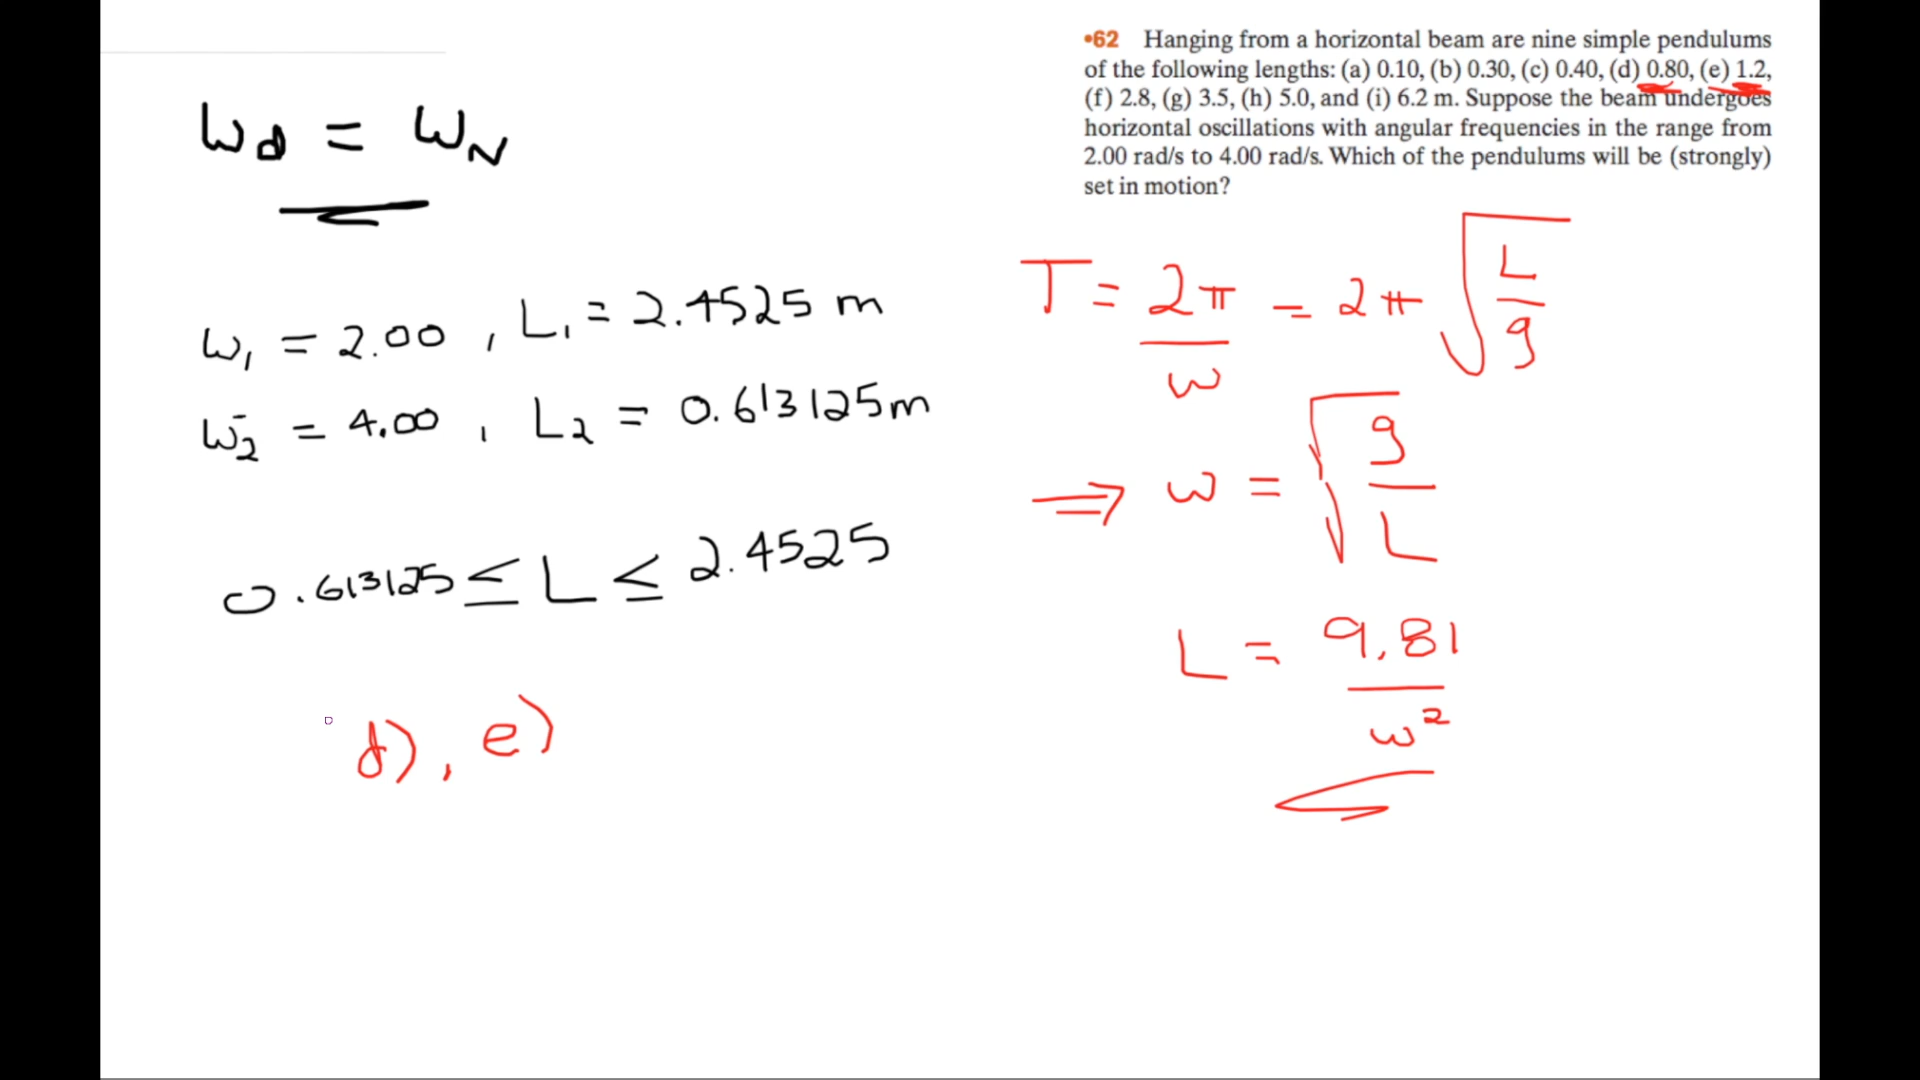 •62 Hanging from a horizontal beam are nine simple pendulums
of the following lengths: (a) 0.10, (b) 0.30, (c) 0.40, (d) 0.80, (e) 1.2,
(f) 2.8, (g) 3.5, (h) 5.0, and (i) 6.2 m. Suppose the beam undergoes
horizontal oscillations with angular frequencies in the range from
2.00 rad/s to 4.00 rad/s. Which of the pendulums will be (strongly)
set in motion?
ω_d = ω_N
ω₁ = 2.00 , L₁ = 2.4525 m
ω₂ = 4.00 , L₂ = 0.613125 m
0.613125 ≤ L ≤ 2.4525
d) , e)
T = 2π/ω = 2π √(L/g)
⇒ ω = √(g/L)
L = 9.81/ω²